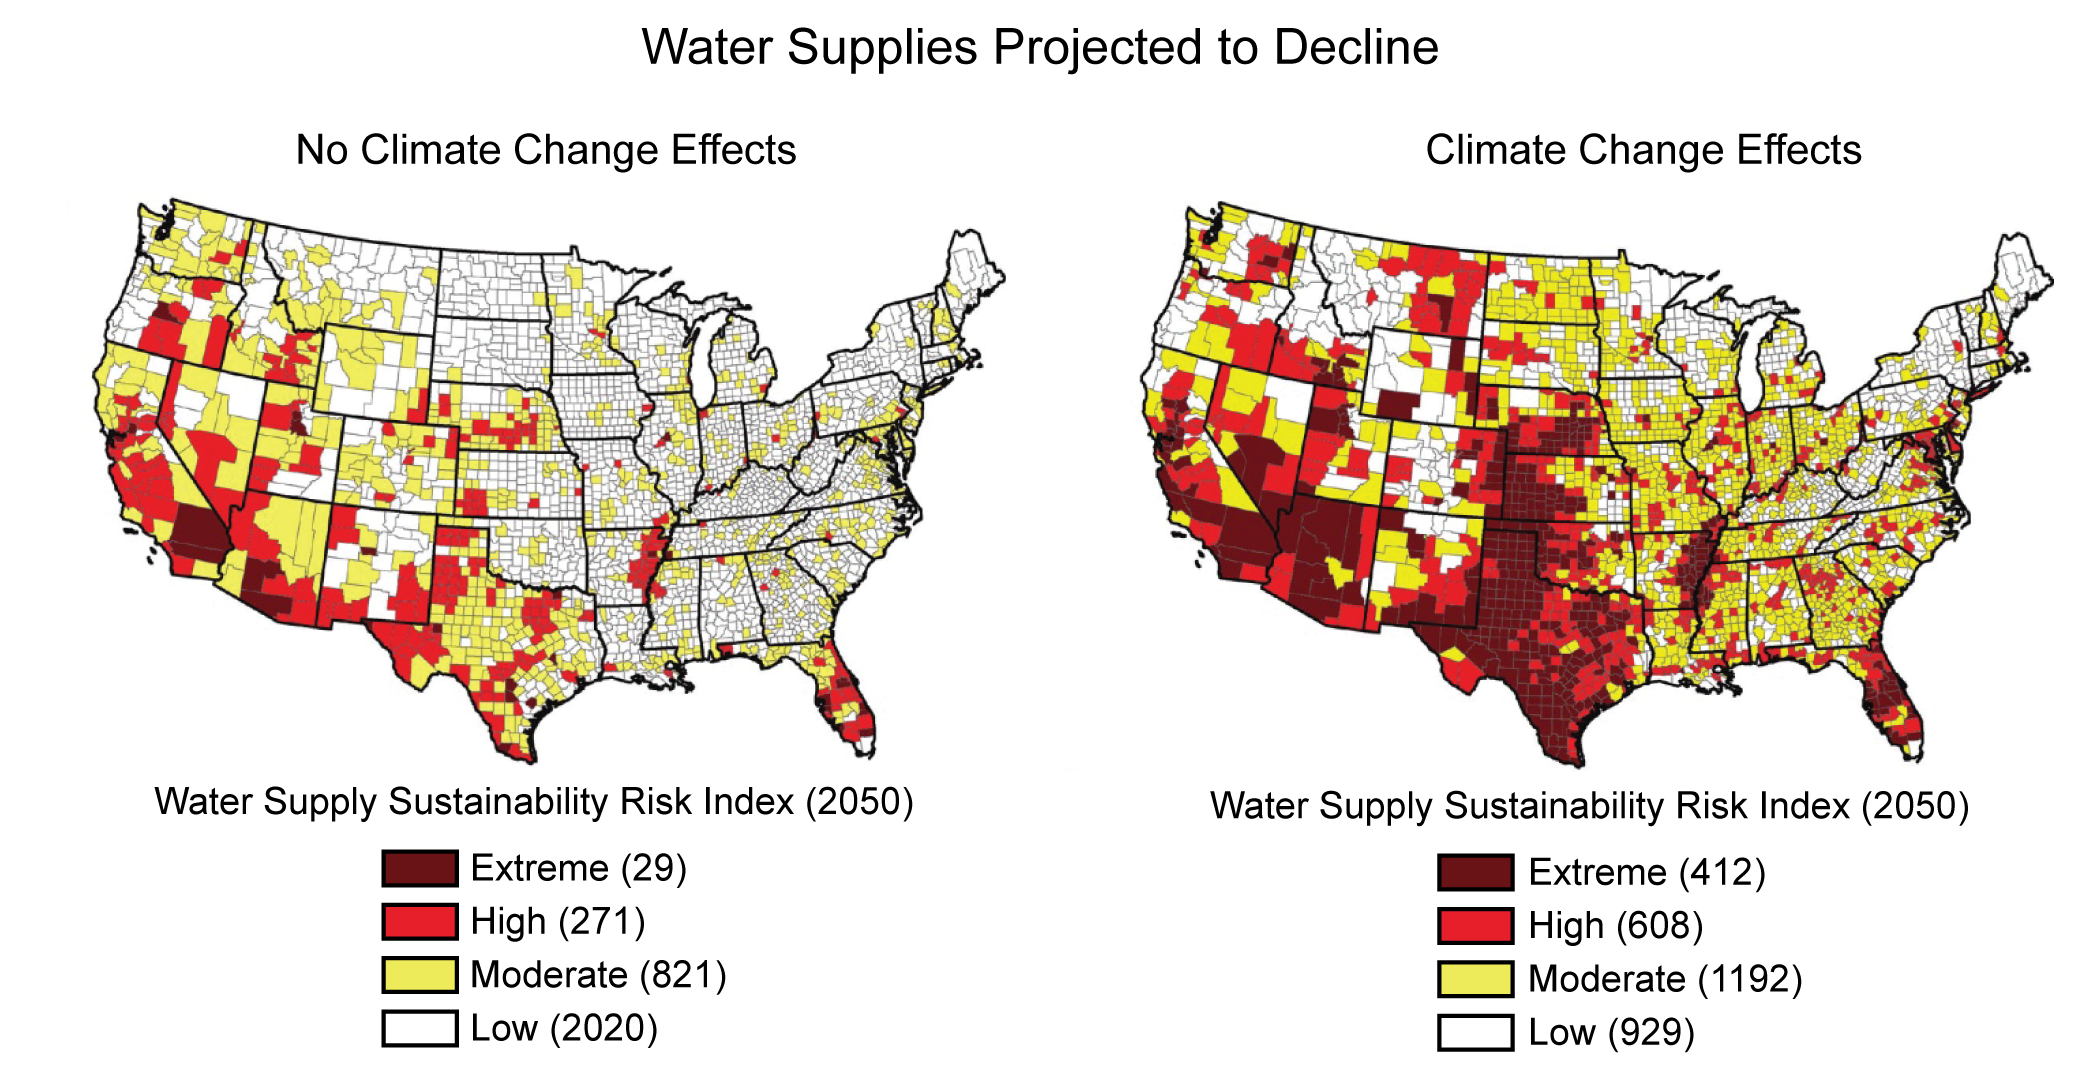 Water Supplies Projected to Decline
No Climate Change Effects
Climate Change Effects
Water Supply Sustainability Risk Index (2050)
Extreme (29)
High (271)
Moderate (821)
Low (2020)
Water Supply Sustainability Risk Index (2050)
Extreme (412)
High (608)
Moderate (1192)
Low (929)